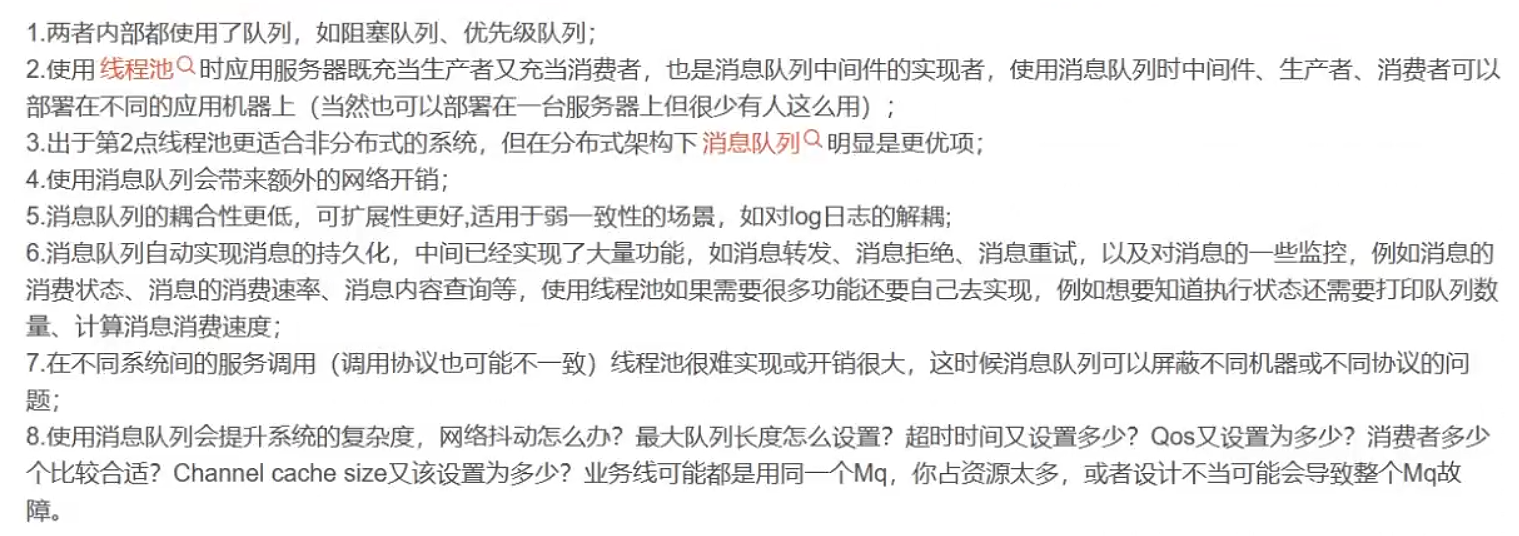 1.两者内部都使用了队列，如阻塞队列、优先级队列；
2.使用 线程池 时应用服务器既充当生产者又充当消费者，也是消息队列中间件的实现者，使用消息队列时中间件、生产者、消费者可以
部署在不同的应用机器上（当然也可以部署在一台服务器上但很少有人这么用）；
3.出于第2点线程池更适合非分布式的系统，但在分布式架构下 消息队列 明显是更优项；
4.使用消息队列会带来额外的网络开销；
5.消息队列的耦合性更低，可扩展性更好,适用于弱一致性的场景，如对log日志的解耦;
6.消息队列自动实现消息的持久化，中间已经实现了大量功能，如消息转发、消息拒绝、消息重试，以及对消息的一些监控，例如消息的
消费状态、消息的消费速率、消息内容查询等，使用线程池如果需要很多功能还要自己去实现，例如想要知道执行状态还需要打印队列数
量、计算消息消费速度；
7.在不同系统间的服务调用（调用协议也可能不一致）线程池很难实现或开销很大，这时候消息队列可以屏蔽不同机器或不同协议的问
题；
8.使用消息队列会提升系统的复杂度，网络抖动怎么办？最大队列长度怎么设置？超时时间又设置多少？Qos又设置为多少？消费者多少
个比较合适？Channel cache size又该设置为多少？业务线可能都是用同一个Mq，你占资源太多，或者设计不当可能会导致整个Mq故
障。